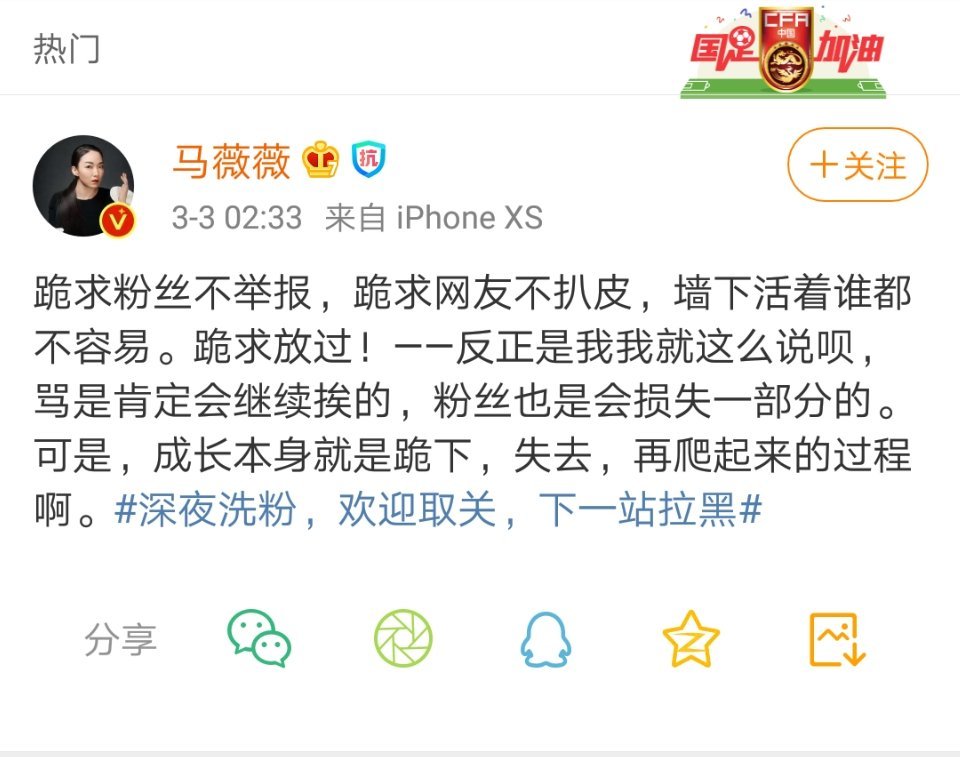 热门
国足加油
CFA
中国
马薇薇
抗
V
+关注
3-3 02:33 来自 iPhone XS
跪求粉丝不举报，跪求网友不扒皮，墙下活着谁都
不容易。跪求放过！——反正是我我就这么说呗，
骂是肯定会继续挨的，粉丝也是会损失一部分的。
可是，成长本身就是跪下，失去，再爬起来的过程
啊。#深夜洗粉，欢迎取关，下一站拉黑#
分享